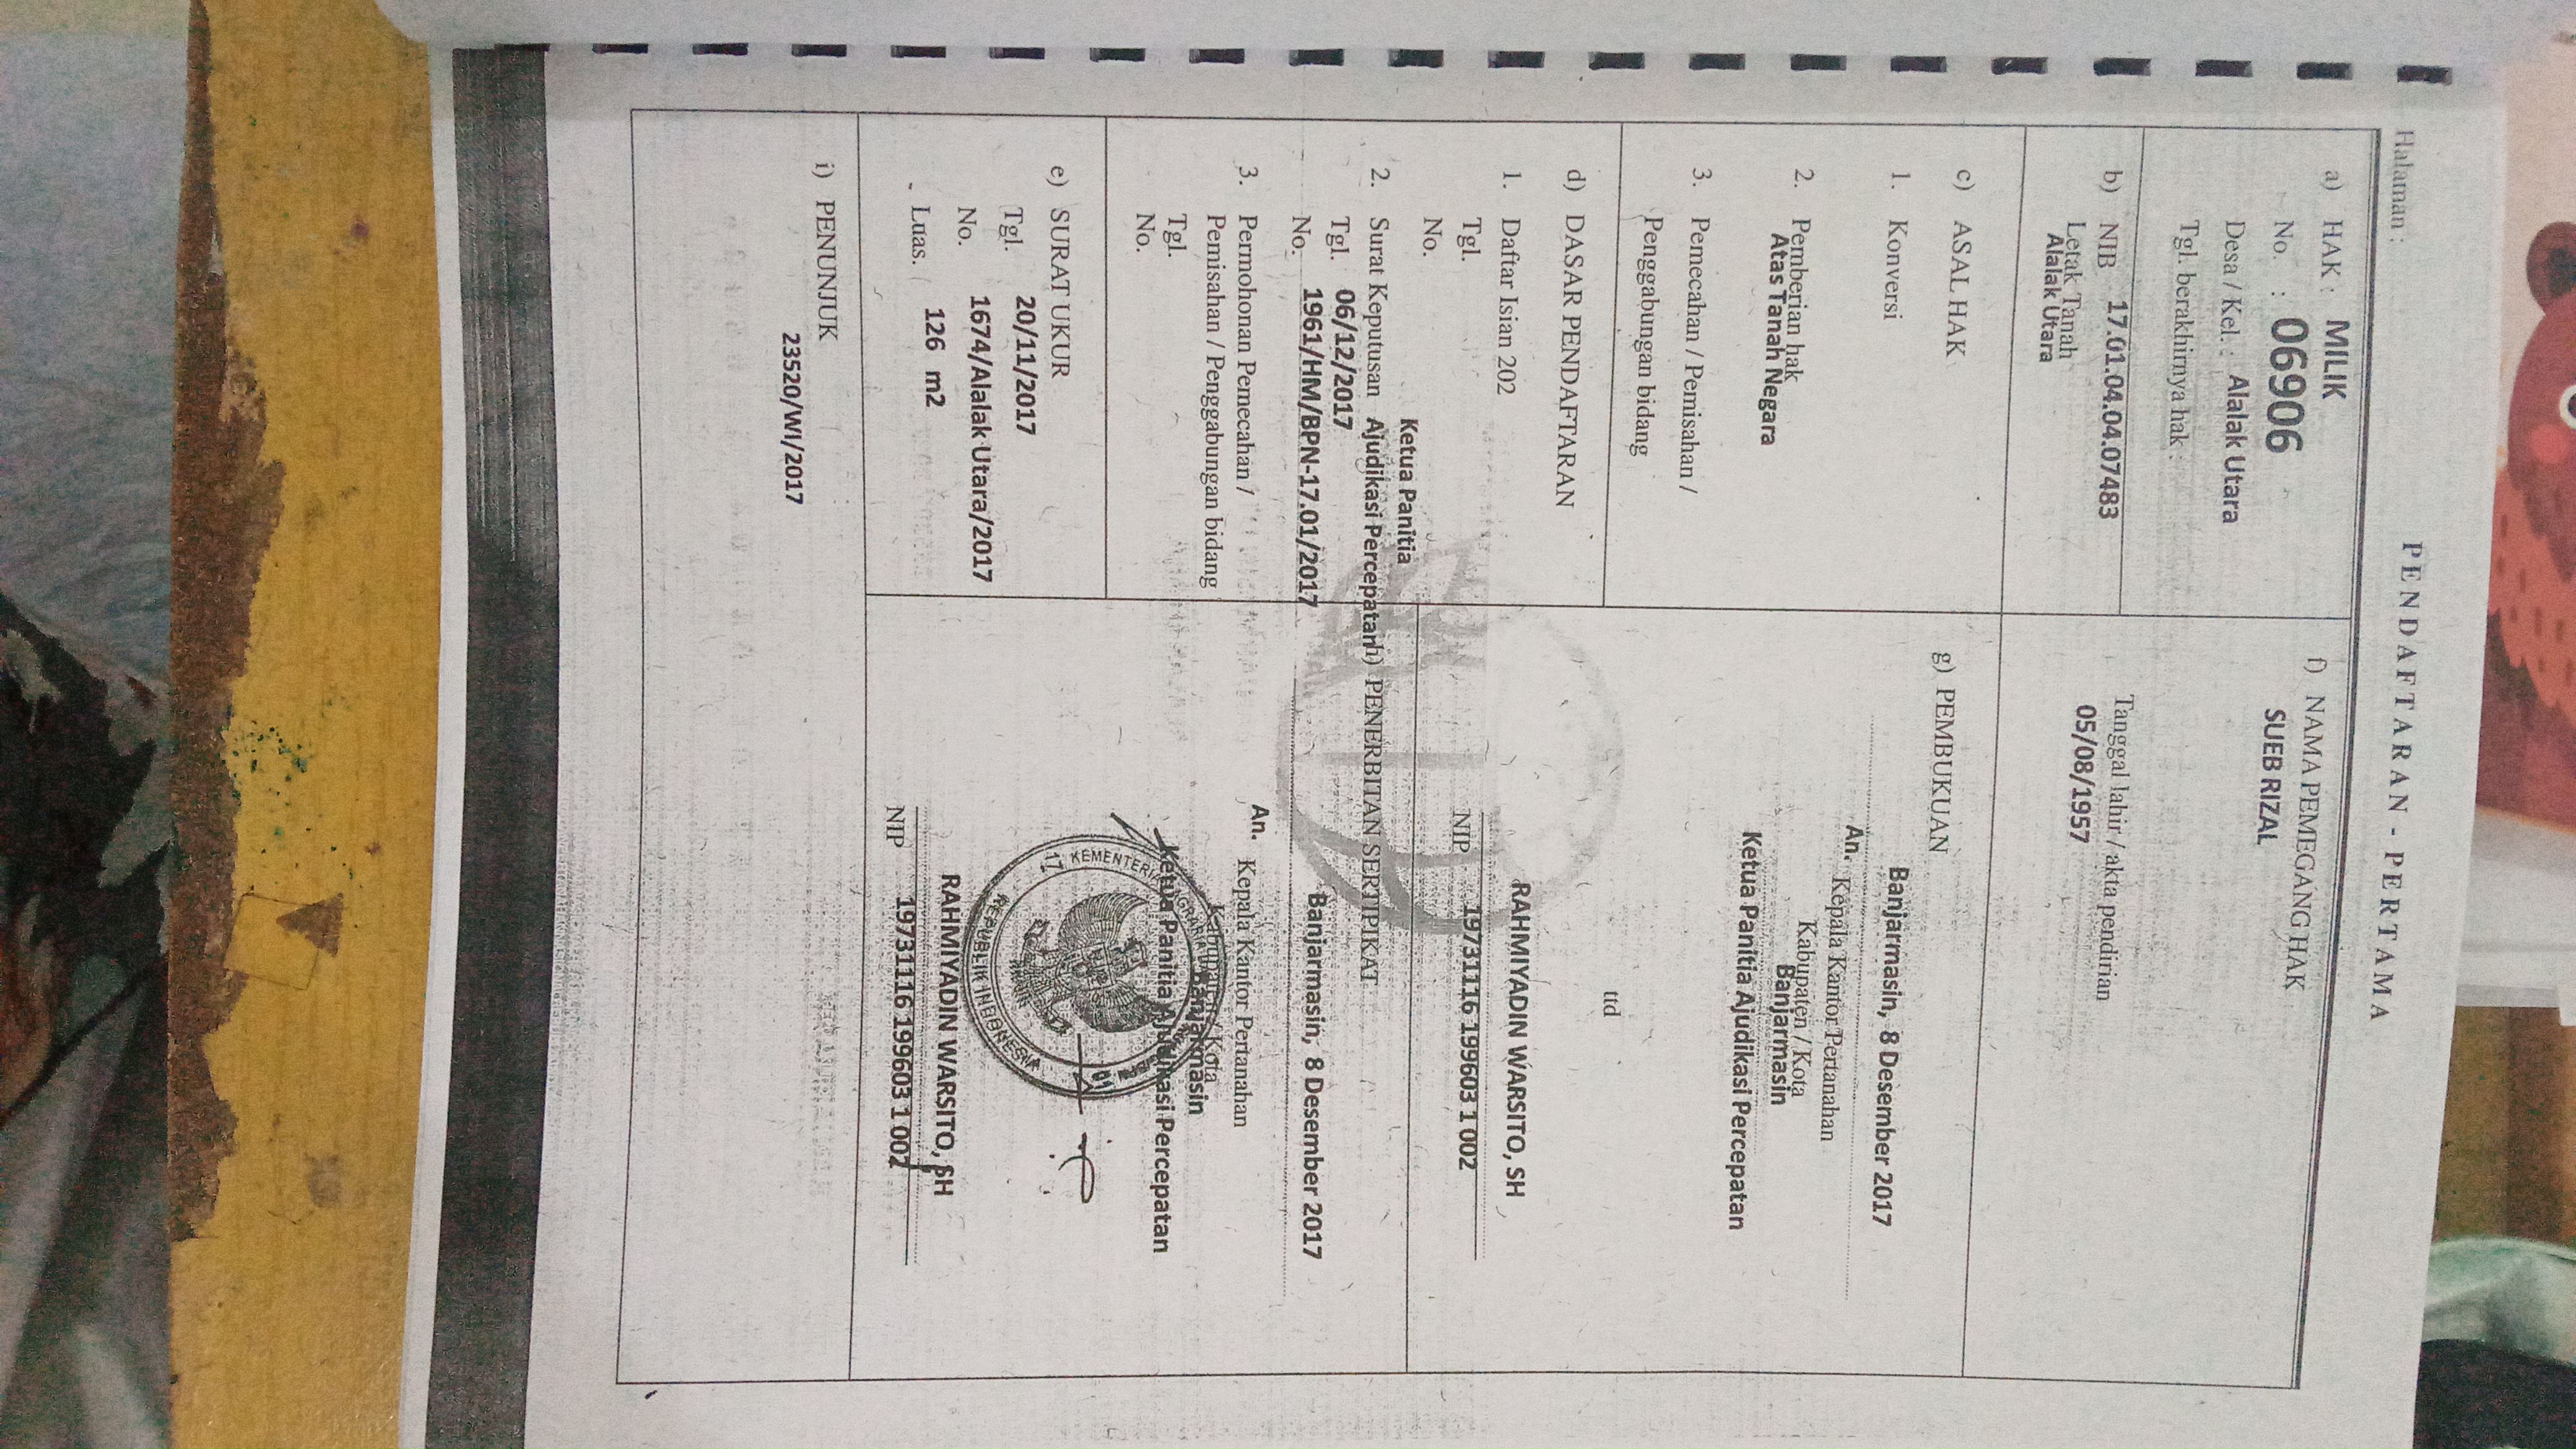 Halaman :
PENDAFTARAN - PERTAMA
a) HAK : MILIK
No. : 06906
Desa / Kel. : Alalak Utara
Tgl. berakhirnya hak :
b) NIB 17.01.04.04.07483
Letak Tanah
Alalak Utara
c) ASAL HAK
1. Konversi
2. Pemberian hak
Atas Tanah Negara
3. Pemecahan / Pemisahan /
Penggabungan bidang
d) DASAR PENDAFTARAN
1. Daftar Isian 202
Tgl.
No.
Ketua Panitia
2. Surat Keputusan Ajudikasi Percepatan
Tgl. 06/12/2017
No. 1961/HM/BPN-17.01/2017
3. Permohonan Pemecahan /
Pemisahan / Penggabungan bidang
Tgl.
No.
e) SURAT UKUR
Tgl. 20/11/2017
No. 1674/Alalak Utara/2017
Luas. 126 m2
f) NAMA PEMEGANG HAK
SUEB RIZAL
Tanggal lahir / akta pendirian
05/08/1957
g) PEMBUKUAN
Banjarmasin, 8 Desember 2017
An. Kepala Kantor Pertanahan
Kabupaten / Kota
Banjarmasin
Ketua Panitia Ajudikasi Percepatan
ttd
RAHMIYADIN WARSITO, SH
NIP 19731116 199603 1 002
h) PENERBITAN SERTIPIKAT
Banjarmasin, 8 Desember 2017
An. Kepala Kantor Pertanahan
Kabupaten / Kota
Banjarmasin
Ketua Panitia Ajudikasi Percepatan
REPUBLIK INDONESIA
RAHMIYADIN WARSITO, SH
NIP 19731116 199603 1 002
i) PENUNJUK
23520/WI/2017